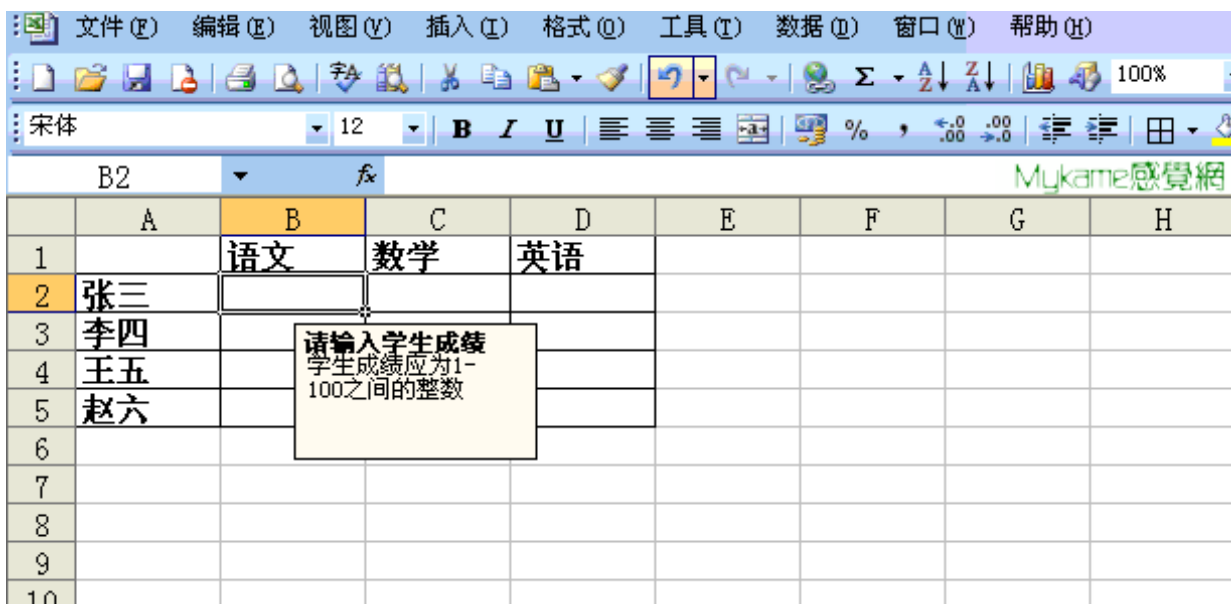 文件(F) 编辑(E) 视图(V) 插入(I) 格式(O) 工具(T) 数据(D) 窗口(W) 帮助(H)
100%
宋体 12 B I U % ,
B2 fx Mykame感覺網
A B C D E F G H
1 语文 数学 英语
2 张三
3 李四
4 王五
5 赵六
请输入学生成绩
学生成绩应为1-
100之间的整数
6
7
8
9
10